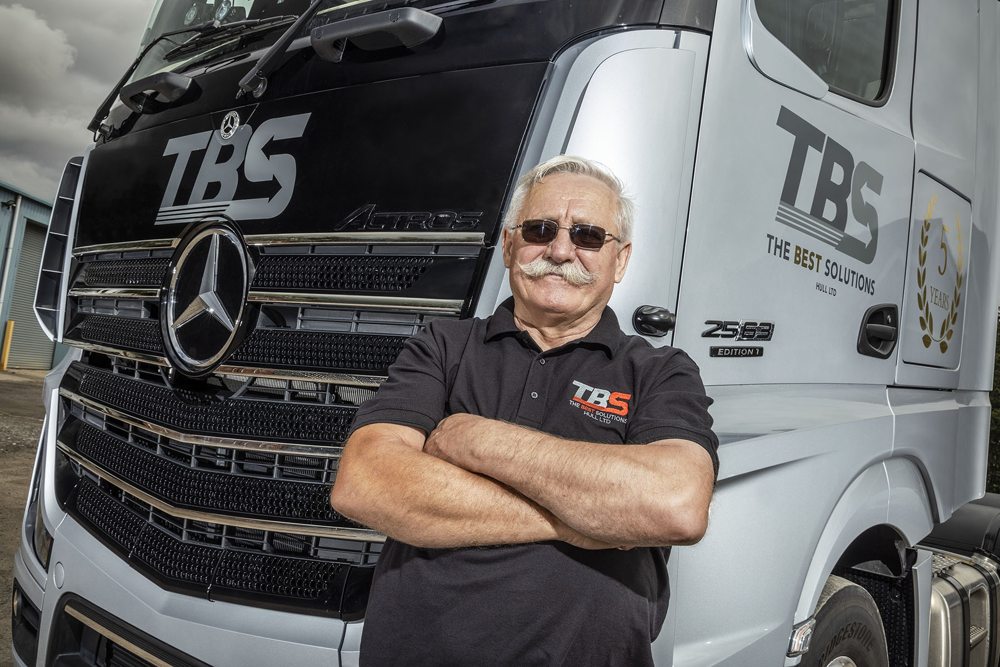 TBS
ACTROS
TBS
THE BEST SOLUTIONS
HULL LTD
5
YEARS
2563
EDITION 1
TBS
THE BEST SOLUTIONS
HULL LTD
BRIDGESTONE